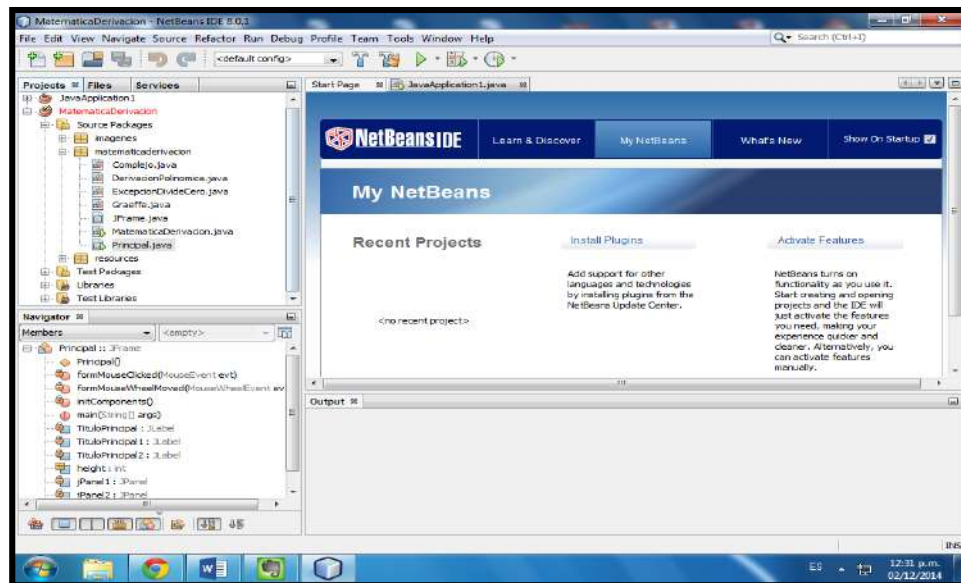 MatematicaDerivacion - NetBeans IDE 8.0.1
File Edit View Navigate Source Refactor Run Debug Profile Team Tools Window Help
Search (Ctrl+I)
<default config>
Projects Files Services
JavaApplication1
MatematicaDerivacion
Source Packages
imagenes
matematicaderivacion
Complejo.java
DerivacionPolinomica.java
ExcepcionDivideCero.java
Graeffe.java
JFrame.java
MatematicaDerivacion.java
Principal.java
resources
Test Packages
Libraries
Test Libraries
Navigator
Members <empty>
Principal :: JFrame
Principal()
formMouseClicked(MouseEvent evt)
formMouseWheelMoved(MouseWheelEvent ev
initComponents()
main(String[] args)
TituloPrincipal : JLabel
TituloPrincipal1 : JLabel
TituloPrincipal2 : JLabel
height : int
jPanel1 : JPanel
jPanel2 : JPanel
Start Page JavaApplication1.java
NetBeans IDE
Learn & Discover My NetBeans What's New Show On Startup
My NetBeans
Recent Projects
<no recent project>
Install Plugins
Add support for other
languages and technologies
by installing plugins from the
NetBeans Update Center.
Activate Features
NetBeans turns on
functionality as you use it.
Start creating and opening
projects and the IDE will
just activate the features
you need, making your
experience quicker and
cleaner. Alternatively, you
can activate features
manually.
Output
INS
ES
12:31 p.m.
02/12/2014